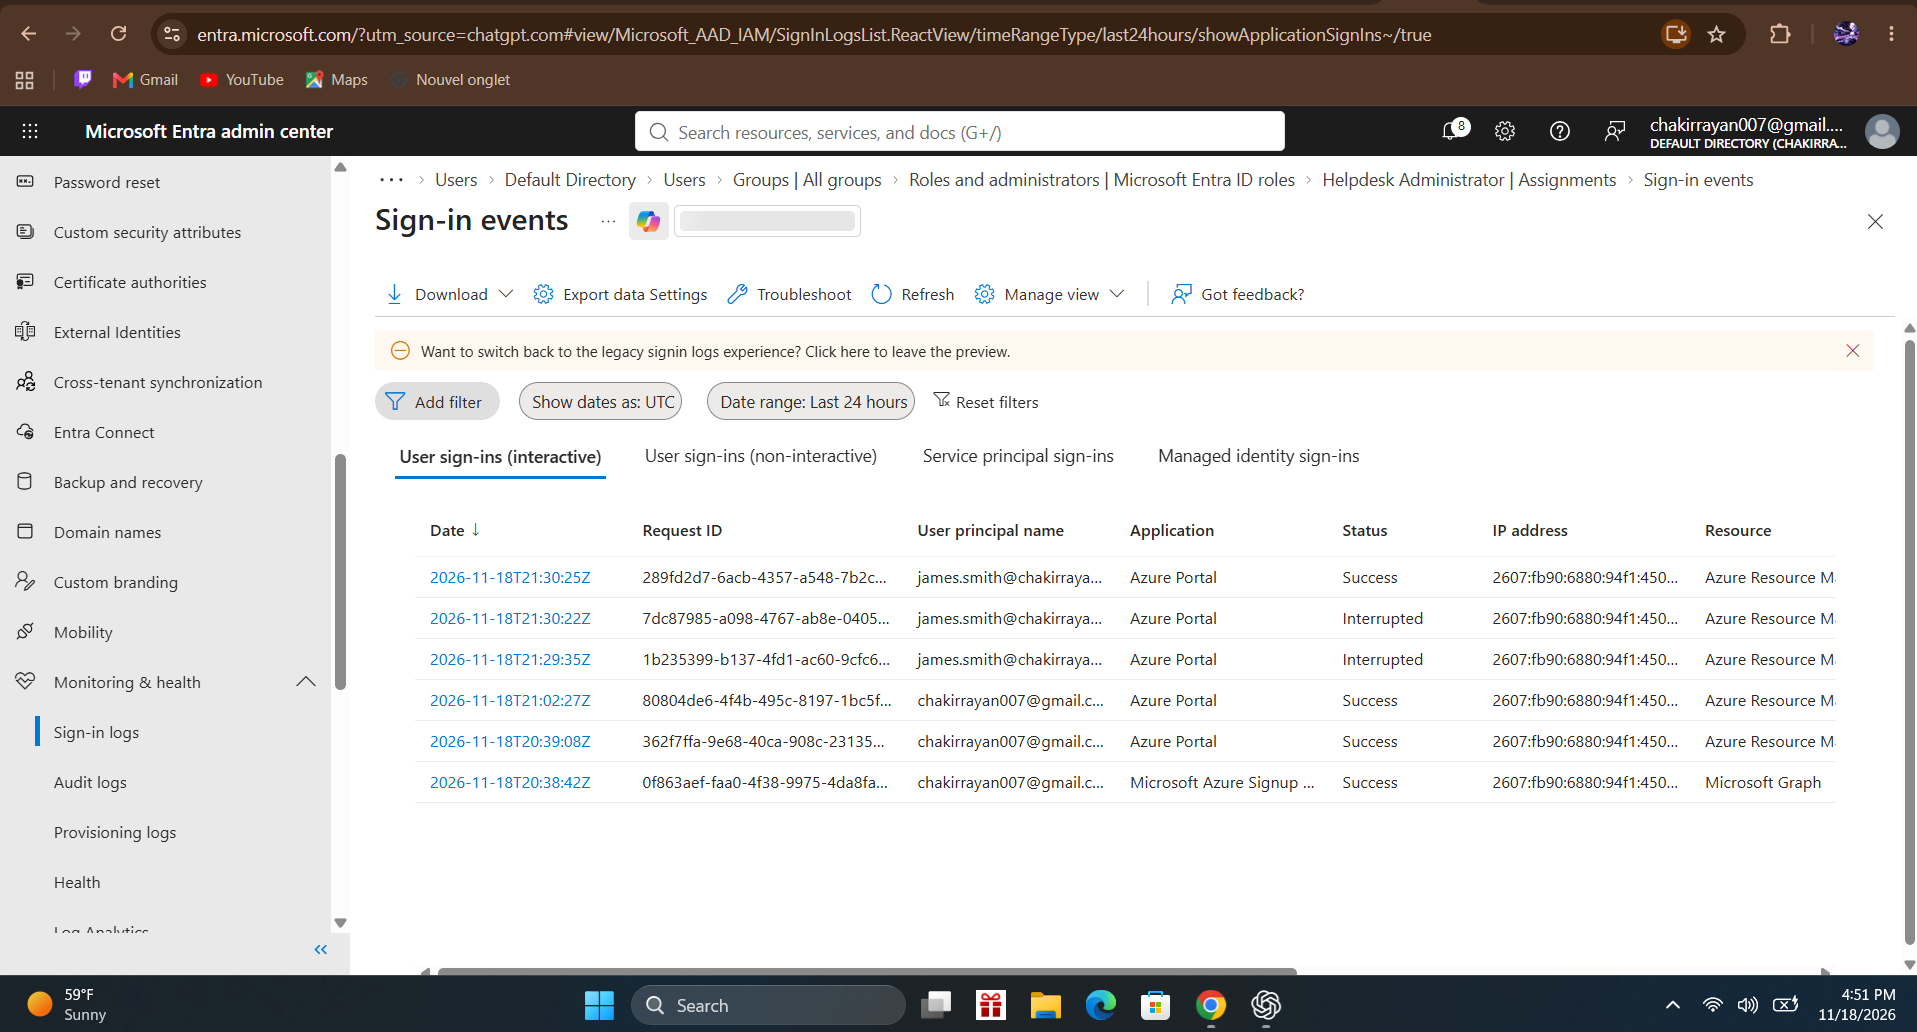 entra.microsoft.com/?utm_source=chatgpt.com#view/Microsoft_AAD_IAM/SignInLogsList.ReactView/timeRangeType/last24hours/showApplicationSignIns~/true
Gmail YouTube Maps Nouvel onglet
Microsoft Entra admin center
Search resources, services, and docs (G+/)
8
chakirrayan007@gmail....
DEFAULT DIRECTORY (CHAKIRRA...
Password reset
Custom security attributes
Certificate authorities
External Identities
Cross-tenant synchronization
Entra Connect
Backup and recovery
Domain names
Custom branding
Mobility
Monitoring & health
Sign-in logs
Audit logs
Provisioning logs
Health
Log Analytics
... > Users > Default Directory > Users > Groups | All groups > Roles and administrators | Microsoft Entra ID roles > Helpdesk Administrator | Assignments > Sign-in events
Sign-in events ...
Download Export data Settings Troubleshoot Refresh Manage view Got feedback?
Want to switch back to the legacy signin logs experience? Click here to leave the preview.
Add filter Show dates as: UTC Date range: Last 24 hours Reset filters
User sign-ins (interactive) User sign-ins (non-interactive) Service principal sign-ins Managed identity sign-ins
Date ↓ Request ID User principal name Application Status IP address Resource
2026-11-18T21:30:25Z 289fd2d7-6acb-4357-a548-7b2c... james.smith@chakirraya... Azure Portal Success 2607:fb90:6880:94f1:450... Azure Resource M
2026-11-18T21:30:22Z 7dc87985-a098-4767-ab8e-0405... james.smith@chakirraya... Azure Portal Interrupted 2607:fb90:6880:94f1:450... Azure Resource M
2026-11-18T21:29:35Z 1b235399-b137-4fd1-ac60-9cfc6... james.smith@chakirraya... Azure Portal Interrupted 2607:fb90:6880:94f1:450... Azure Resource M
2026-11-18T21:02:27Z 80804de6-4f4b-495c-8197-1bc5f... chakirrayan007@gmail.c... Azure Portal Success 2607:fb90:6880:94f1:450... Azure Resource M
2026-11-18T20:39:08Z 362f7ffa-9e68-40ca-908c-23135... chakirrayan007@gmail.c... Azure Portal Success 2607:fb90:6880:94f1:450... Azure Resource M
2026-11-18T20:38:42Z 0f863aef-faa0-4f38-9975-4da8fa... chakirrayan007@gmail.c... Microsoft Azure Signup ... Success 2607:fb90:6880:94f1:450... Microsoft Graph
59°F
Sunny
Search
4:51 PM
11/18/2026